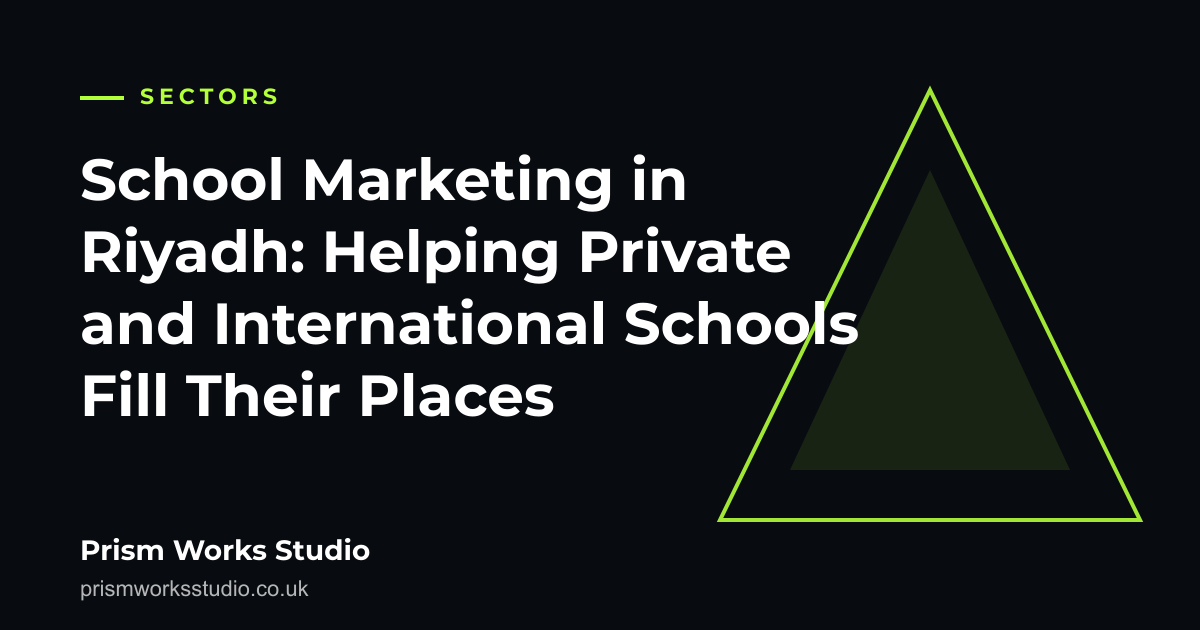 SECTORS
School Marketing in
Riyadh: Helping Private
and International Schools
Fill Their Places
Prism Works Studio
prismworksstudio.co.uk